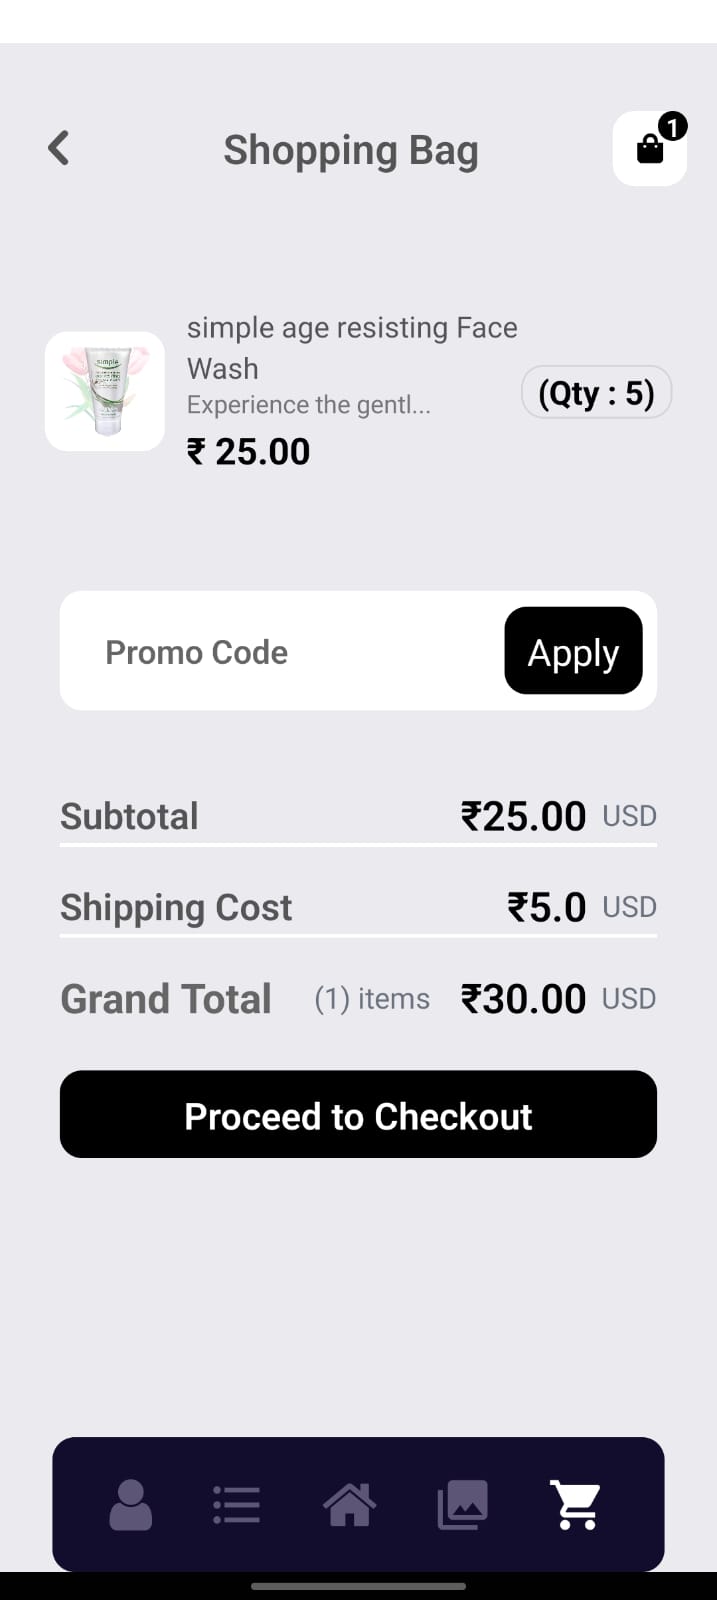 Shopping Bag
1
simple age resisting Face
Wash
Experience the gentl...
(Qty : 5)
₹ 25.00
simple
Promo Code
Apply
Subtotal ₹25.00 USD
Shipping Cost ₹5.0 USD
Grand Total (1) items ₹30.00 USD
Proceed to Checkout